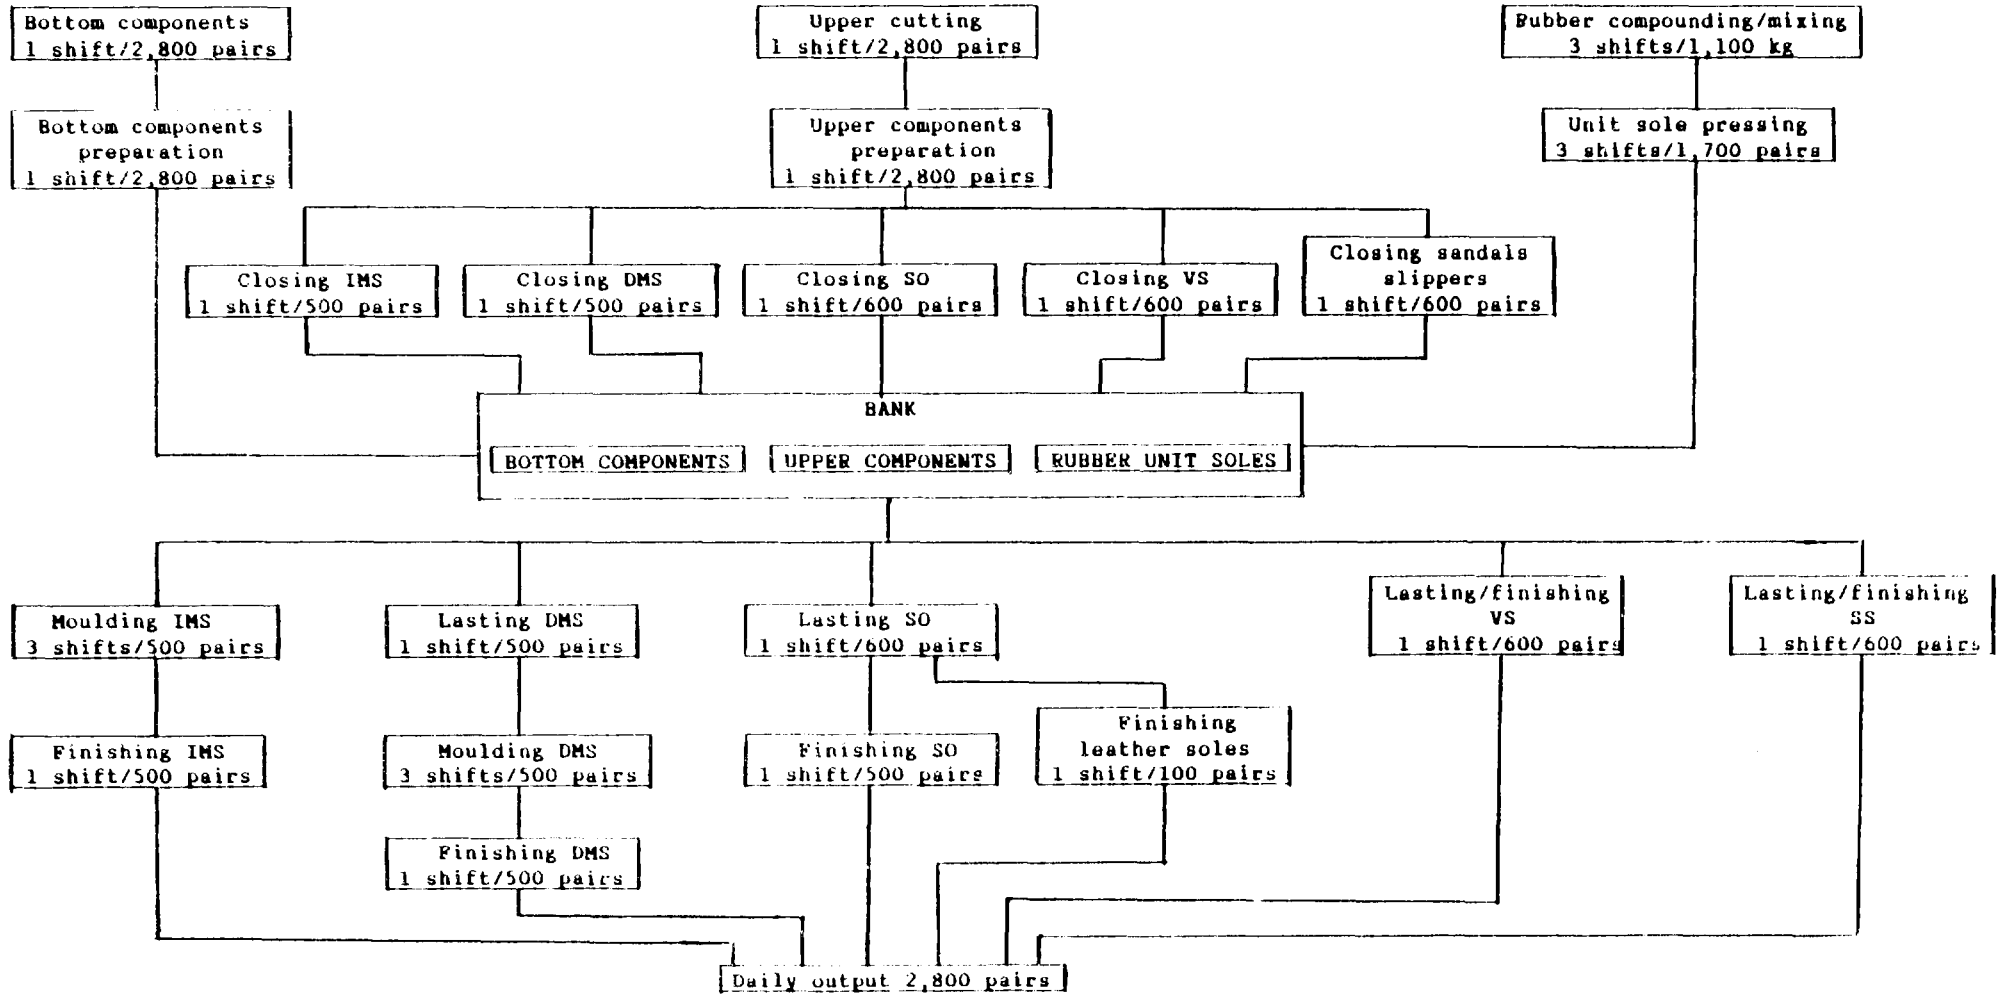 Bottom components
1 shift/2,800 pairs
Upper cutting
1 shift/2,800 pairs
Rubber compounding/mixing
3 shifts/1,100 kg
Bottom components
preparation
1 shift/2,800 pairs
Upper components
preparation
1 shift/2,800 pairs
Unit sole pressing
3 shifts/1,700 pairs
Closing IMS
1 shift/500 pairs
Closing DMS
1 shift/500 pairs
Closing SO
1 shift/600 pairs
Closing VS
1 shift/600 pairs
Closing sandals
slippers
1 shift/600 pairs
BANK
BOTTOM COMPONENTS
UPPER COMPONENTS
RUBBER UNIT SOLES
Moulding IMS
3 shifts/500 pairs
Lasting DMS
1 shift/500 pairs
Lasting SO
1 shift/600 pairs
Lasting/finishing
VS
1 shift/600 pairs
Lasting/finishing
SS
1 shift/600 pairs
Finishing IMS
1 shift/500 pairs
Moulding DMS
3 shifts/500 pairs
Finishing SO
1 shift/500 pairs
Finishing
leather soles
1 shift/100 pairs
Finishing DMS
1 shift/500 pairs
Daily output 2,800 pairs